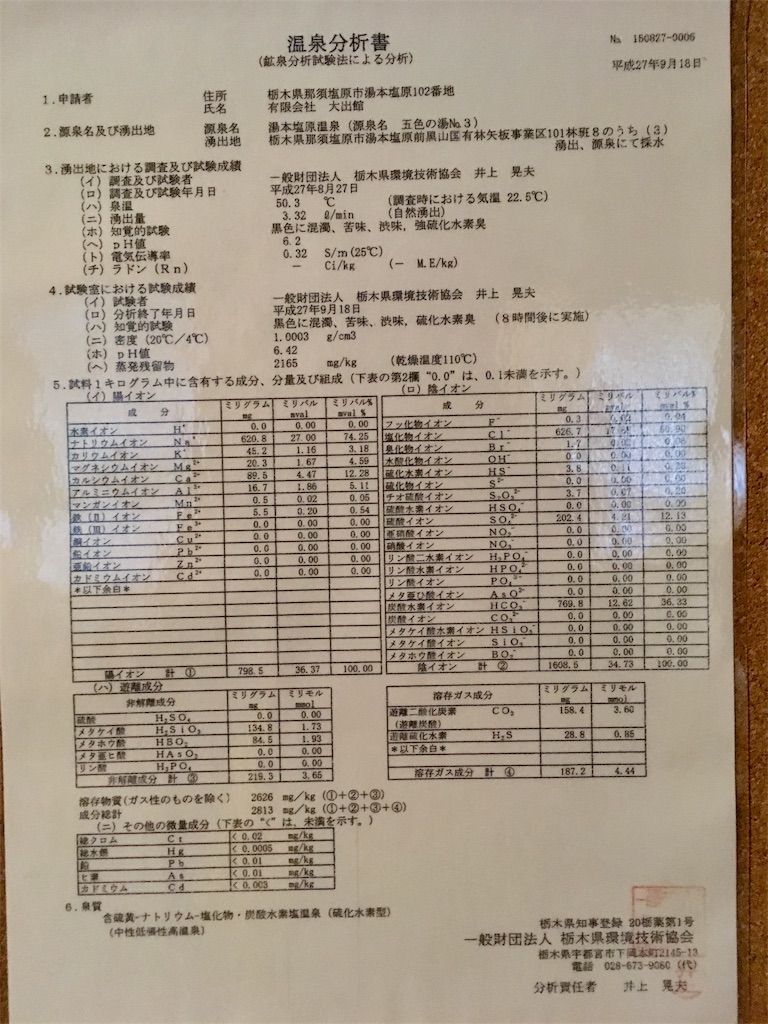 温泉分析書
(鉱泉分析試験法による分析)
№ 150827-0006
平成27年9月18日
1.申請者 住所 栃木県那須塩原市湯本塩原102番地
氏名 有限会社 大出館
2.源泉名及び湧出地 源泉名 湯本塩原温泉(源泉名 五色の湯№3)
湧出地 栃木県那須塩原市湯本塩原前黒山国有林矢板事業区101林班8のうち(3)
湧出、源泉にて採水
3.湧出地における調査及び試験成績
(イ)調査及び試験者 一般財団法人 栃木県環境技術協会 井上 晃夫
(ロ)調査及び試験年月日 平成27年8月27日
(ハ)泉温 50.3 ℃ (調査時における気温 22.5℃)
(ニ)湧出量 3.32 ℓ/min (自然湧出)
(ホ)知覚的試験 黒色に混濁、苦味、渋味、強硫化水素臭
(ヘ)pH値 6.2
(ト)電気伝導率 0.32 S/m(25℃)
(チ)ラドン(Rn) - Ci/kg (- M.E/kg)
4.試験室における試験成績
(イ)試験者 一般財団法人 栃木県環境技術協会 井上 晃夫
(ロ)分析終了年月日 平成27年9月18日
(ハ)知覚的試験 黒色に混濁、苦味、渋味、硫化水素臭 (8時間後に実施)
(ニ)密度(20℃/4℃) 1.0003 g/cm3
(ホ)pH値 6.42
(ヘ)蒸発残留物 2165 mg/kg (乾燥温度110℃)
5.試料1キログラム中に含有する成分、分量及び組成(下表の第2欄"0.0"は、0.1未満を示す。)
(イ)陽イオン
成分 ミリグラム mg ミリバル mval ミリバル% mval%
水素イオン H⁺ 0.0 0.00 0.00
ナトリウムイオン Na⁺ 620.8 27.00 74.25
カリウムイオン K⁺ 45.2 1.16 3.18
マグネシウムイオン Mg²⁺ 20.3 1.67 4.59
カルシウムイオン Ca²⁺ 89.5 4.47 12.28
アルミニウムイオン Al³⁺ 16.7 1.86 5.11
マンガンイオン Mn²⁺ 0.5 0.02 0.05
鉄(Ⅱ)イオン Fe²⁺ 5.5 0.20 0.54
鉄(Ⅲ)イオン Fe³⁺ 0.0 0.00 0.00
銅イオン Cu²⁺ 0.0 0.00 0.00
鉛イオン Pb²⁺ 0.0 0.00 0.00
亜鉛イオン Zn²⁺ 0.0 0.00 0.00
カドミウムイオン Cd²⁺ 0.0 0.00 0.00
*以下余白*
陽イオン 計 ① 798.5 36.37 100.00
(ロ)陰イオン
成分 ミリグラム mg ミリバル mval ミリバル% mval%
フッ化物イオン F⁻ 0.3
塩化物イオン Cl⁻ 626.7
臭化物イオン Br⁻ 1.7
水酸化物イオン OH⁻ 0.0 0.00 0.00
硫化水素イオン HS⁻ 3.8 0.11
硫化物イオン S²⁻ 0.0 0.00 0.00
チオ硫酸イオン S₂O₃²⁻ 3.7 0.07 0.20
硫酸水素イオン HSO₄⁻ 0.0 0.00 0.00
硫酸イオン SO₄²⁻ 202.4 4.21 12.13
亜硝酸イオン NO₂⁻ 0.0 0.00 0.00
硝酸イオン NO₃⁻ 0.0 0.00 0.00
リン酸二水素イオン H₂PO₄⁻ 0.0 0.00 0.00
リン酸水素イオン HPO₄²⁻ 0.0 0.00 0.00
リン酸イオン PO₄³⁻ 0.0 0.00 0.00
メタ亜ひ酸イオン AsO₂⁻ 0.0 0.00 0.00
炭酸水素イオン HCO₃⁻ 769.8 12.62 36.33
炭酸イオン CO₃²⁻ 0.0 0.00 0.00
メタケイ酸水素イオン HSiO₃⁻ 0.0 0.00 0.00
メタケイ酸イオン SiO₃²⁻ 0.0 0.00 0.00
メタホウ酸イオン BO₂⁻ 0.0 0.00 0.00
陰イオン 計 ② 1608.5 34.73 100.00
(ハ)遊離成分
非解離成分 ミリグラム mg ミリモル mmol
硫酸 H₂SO₄ 0.0 0.00
メタケイ酸 H₂SiO₃ 134.8 1.73
メタホウ酸 HBO₂ 84.5 1.93
メタ亜ヒ酸 HAsO₂ 0.0 0.00
リン酸 H₃PO₄ 0.0 0.00
非解離成分 計 ③ 219.3 3.65
溶存ガス成分 ミリグラム mg ミリモル mmol
遊離二酸化炭素 CO₂ 158.4 3.60
(遊離炭酸)
遊離硫化水素 H₂S 28.8 0.85
*以下余白*
溶存ガス成分 計 ④ 187.2 4.44
溶存物質(ガス性のものを除く) 2626 mg/kg (①+②+③)
成分総計 2813 mg/kg (①+②+③+④)
(ニ)その他の微量成分(下表の"<"は、未満を示す。)
総クロム Cr < 0.02 mg/kg
総水銀 Hg < 0.0005 mg/kg
鉛 Pb < 0.01 mg/kg
ヒ素 As < 0.01 mg/kg
カドミウム Cd < 0.003 mg/kg
6.泉質
含硫黄-ナトリウム-塩化物・炭酸水素塩温泉(硫化水素型)
(中性低張性高温泉)
栃木県知事登録 20栃薬第1号
一般財団法人 栃木県環境技術協会
栃木県宇都宮市下岡本町2145-13
電話 028-673-9080(代)
分析責任者 井上 晃夫